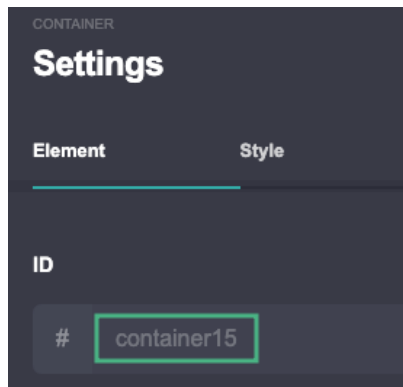 CONTAINER
Settings
Element Style
ID
# container15